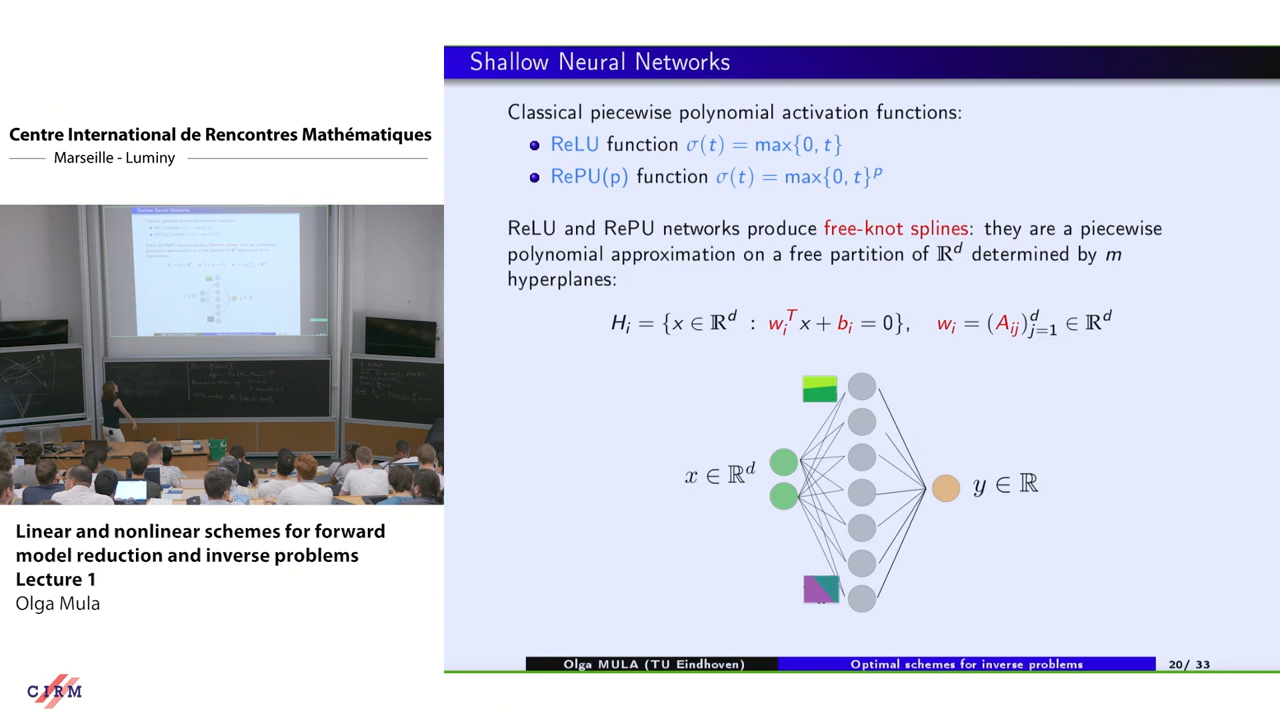 Centre International de Rencontres Mathématiques
Marseille - Luminy
Linear and nonlinear schemes for forward
model reduction and inverse problems
Lecture 1
Olga Mula
CIRM
Shallow Neural Networks
Classical piecewise polynomial activation functions:
ReLU function σ(t) = max{0, t}
RePU(p) function σ(t) = max{0, t}^p
ReLU and RePU networks produce free-knot splines: they are a piecewise
polynomial approximation on a free partition of ℝ^d determined by m
hyperplanes:
H_i = {x ∈ ℝ^d : w_i^T x + b_i = 0}, w_i = (A_{ij})_{j=1}^d ∈ ℝ^d
x ∈ ℝ^d
y ∈ ℝ
Olga MULA (TU Eindhoven) Optimal schemes for inverse problems 20/ 33